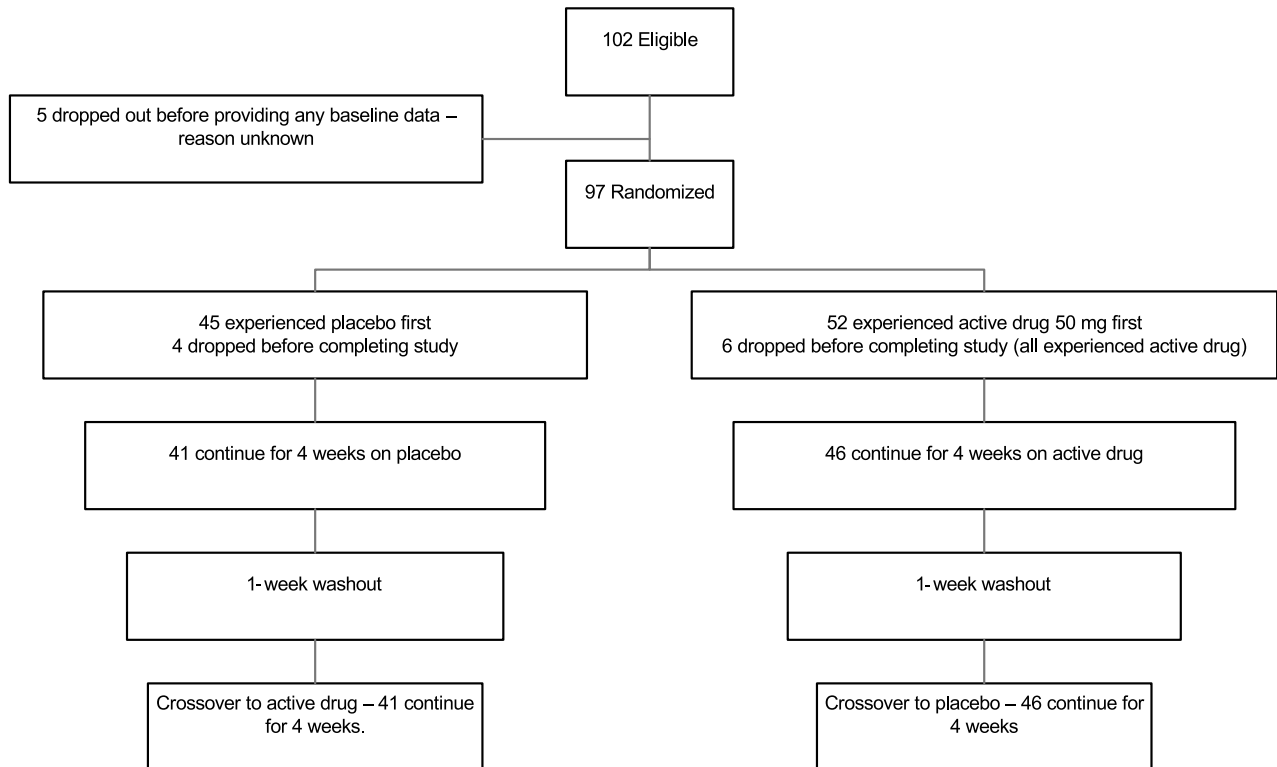 102 Eligible
5 dropped out before providing any baseline data –
reason unknown
97 Randomized
45 experienced placebo first
4 dropped before completing study
52 experienced active drug 50 mg first
6 dropped before completing study (all experienced active drug)
41 continue for 4 weeks on placebo
46 continue for 4 weeks on active drug
1-week washout
1-week washout
Crossover to active drug – 41 continue
for 4 weeks.
Crossover to placebo – 46 continue for
4 weeks